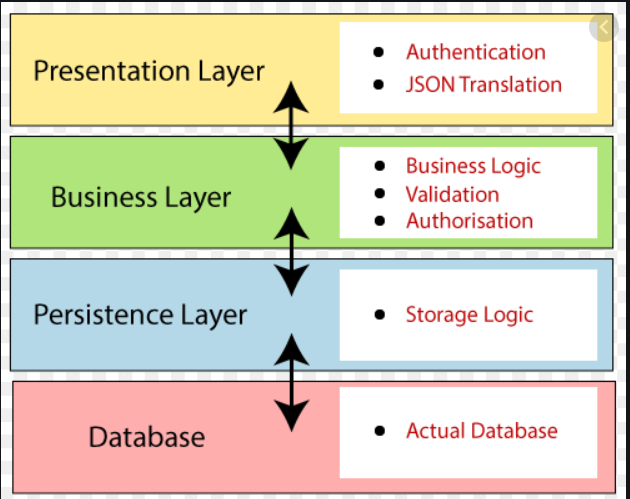 Presentation Layer
• Authentication
• JSON Translation
Business Layer
• Business Logic
• Validation
• Authorisation
Persistence Layer
• Storage Logic
Database
• Actual Database